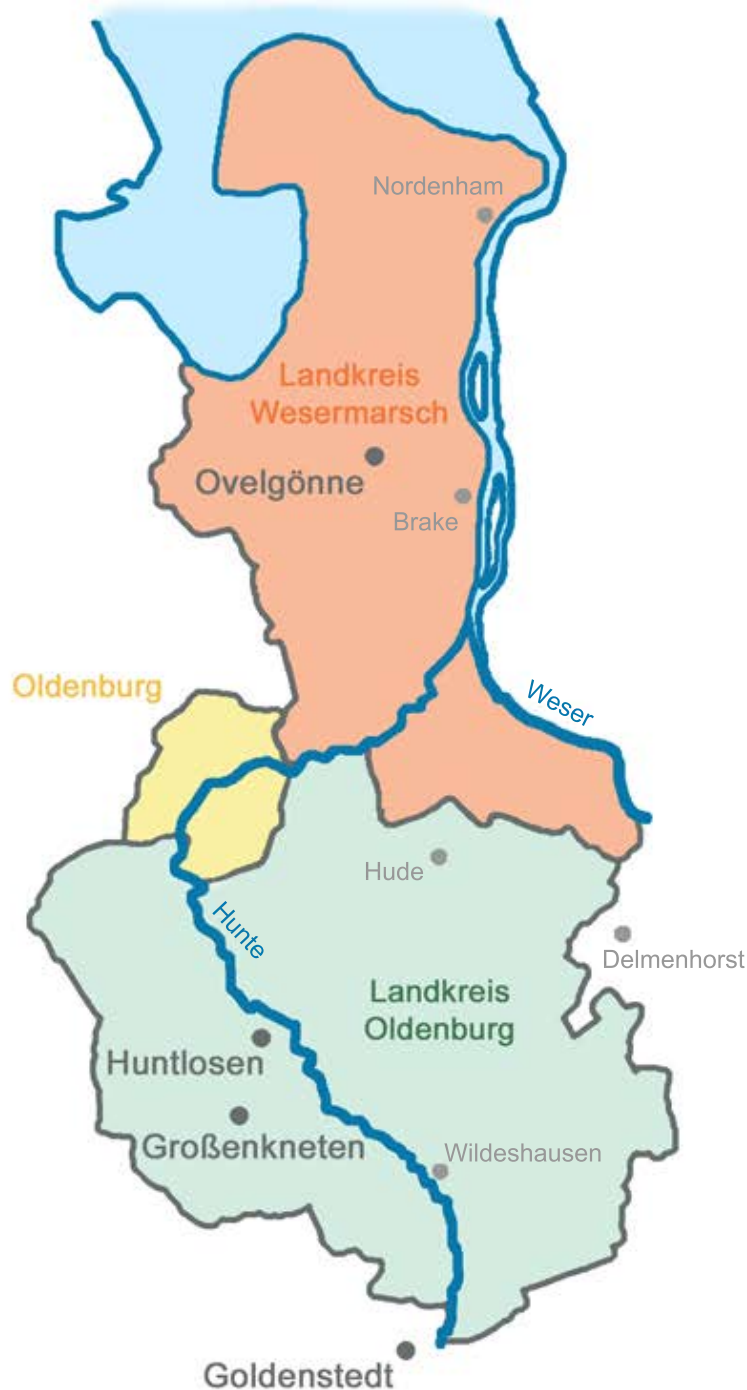 Nordenham
Landkreis
Wesermarsch
Ovelgönne
Brake
Oldenburg
Weser
Hude
Hunte
Delmenhorst
Landkreis
Oldenburg
Huntlosen
Großenkneten
Wildeshausen
Goldenstedt